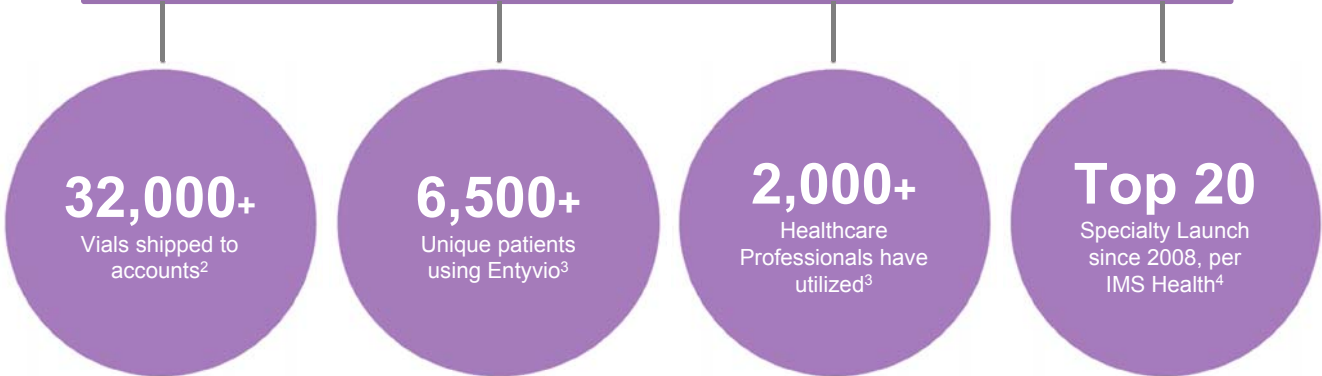 32,000+
Vials shipped to
accounts2
6,500+
Unique patients
using Entyvio3
2,000+
Healthcare
Professionals have
utilized3
Top 20
Specialty Launch
since 2008, per
IMS Health4